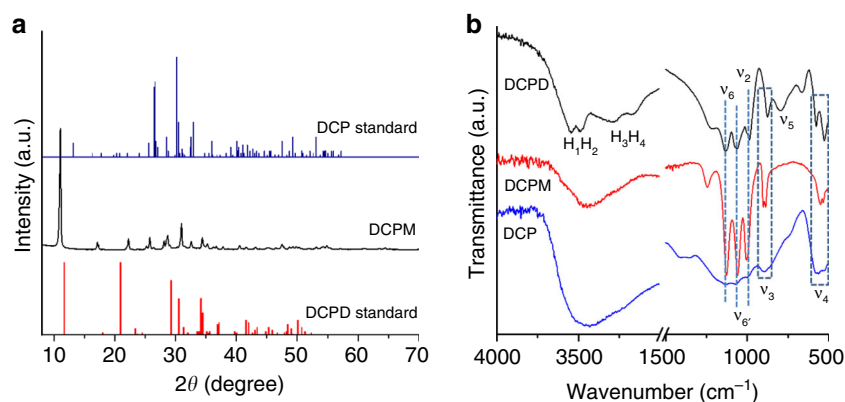 a
Intensity (a.u.)
DCP standard
DCPM
DCPD standard
10 20 30 40 50 60 70
2θ (degree)
b
Transmittance (a.u.)
DCPD
DCPM
DCP
H₁H₂
H₃H₄
ν₆
ν₂
ν₅
ν₃
ν₄
ν₆′
4000 3500 1500 1500 1000 500
Wavenumber (cm⁻¹)